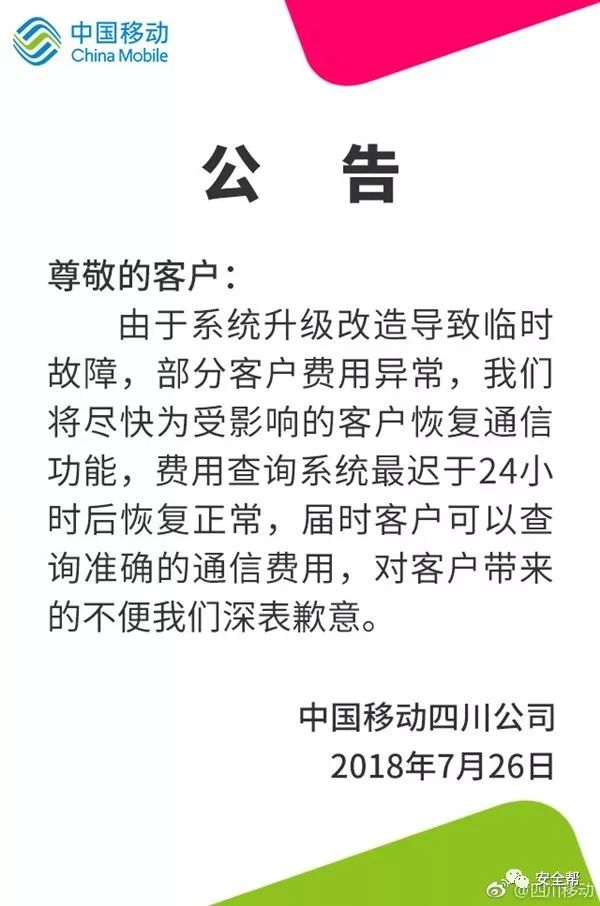 中国移动
China Mobile
公 告
尊敬的客户：
由于系统升级改造导致临时
故障，部分客户费用异常，我们
将尽快为受影响的客户恢复通信
功能，费用查询系统最迟于24小
时后恢复正常，届时客户可以查
询准确的通信费用，对客户带来
的不便我们深表歉意。
中国移动四川公司
2018年7月26日
安全帮
@四川移动